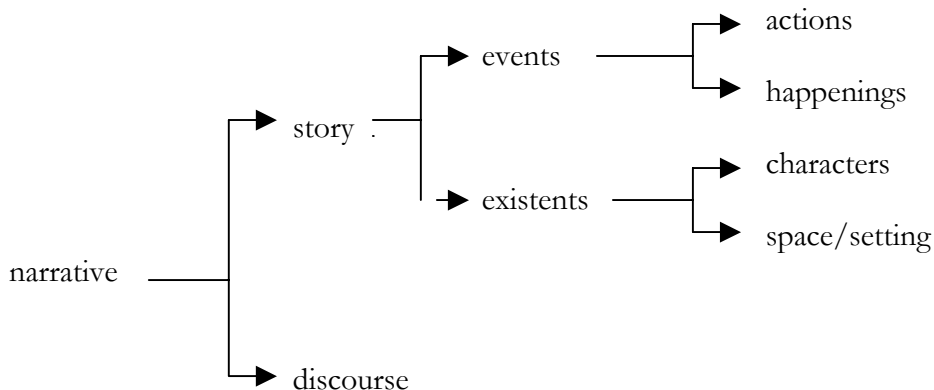 actions
events
happenings
story .
characters
existents
space/setting
narrative
discourse